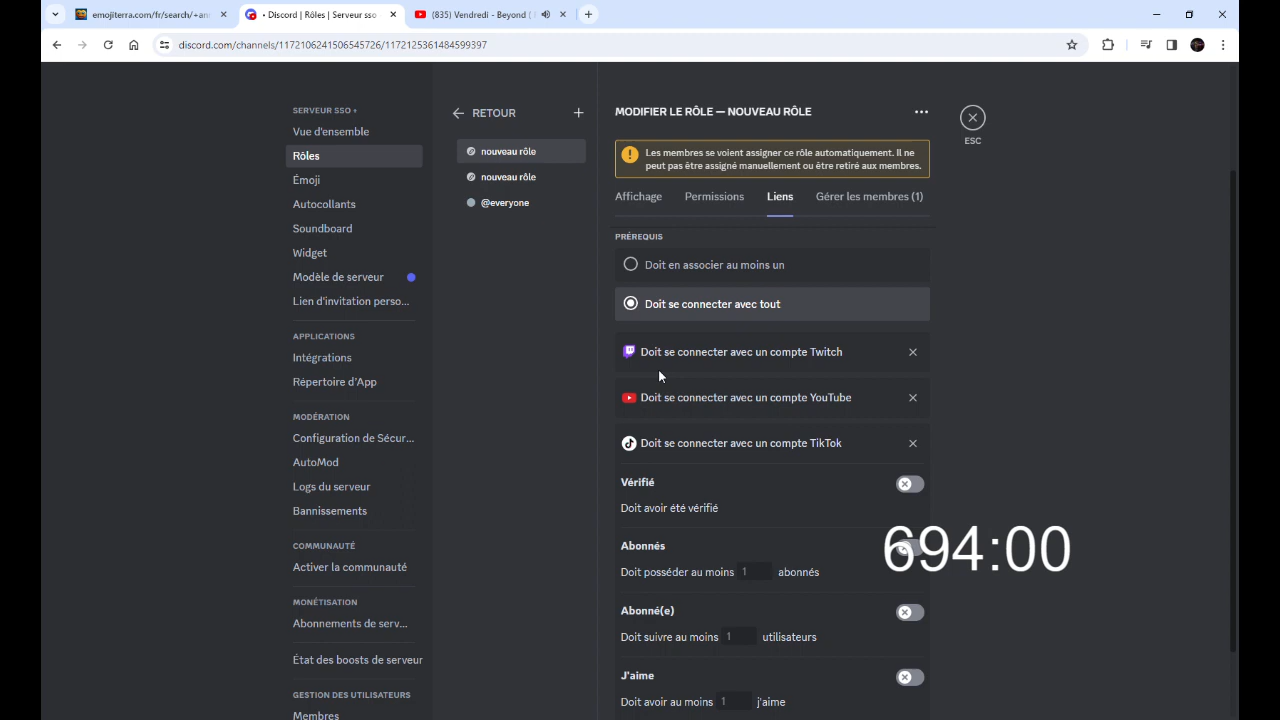 emojiterra.com/fr/search/+an
• Discord | Rôles | Serveur sso
(835) Vendredi - Beyond (
discord.com/channels/1172106241506545726/1172125361484599397
SERVEUR SSO +
Vue d'ensemble
Rôles
Émoji
Autocollants
Soundboard
Widget
Modèle de serveur
Lien d'invitation perso...
APPLICATIONS
Intégrations
Répertoire d'App
MODÉRATION
Configuration de Sécur...
AutoMod
Logs du serveur
Bannissements
COMMUNAUTÉ
Activer la communauté
MONÉTISATION
Abonnements de serv...
État des boosts de serveur
GESTION DES UTILISATEURS
Membres
RETOUR
nouveau rôle
nouveau rôle
@everyone
MODIFIER LE RÔLE — NOUVEAU RÔLE
ESC
Les membres se voient assigner ce rôle automatiquement. Il ne
peut pas être assigné manuellement ou être retiré aux membres.
Affichage Permissions Liens Gérer les membres (1)
PRÉREQUIS
Doit en associer au moins un
Doit se connecter avec tout
Doit se connecter avec un compte Twitch
Doit se connecter avec un compte YouTube
Doit se connecter avec un compte TikTok
Vérifié
Doit avoir été vérifié
Abonnés
Doit posséder au moins 1 abonnés
694:00
Abonné(e)
Doit suivre au moins 1 utilisateurs
J'aime
Doit avoir au moins 1 j'aime